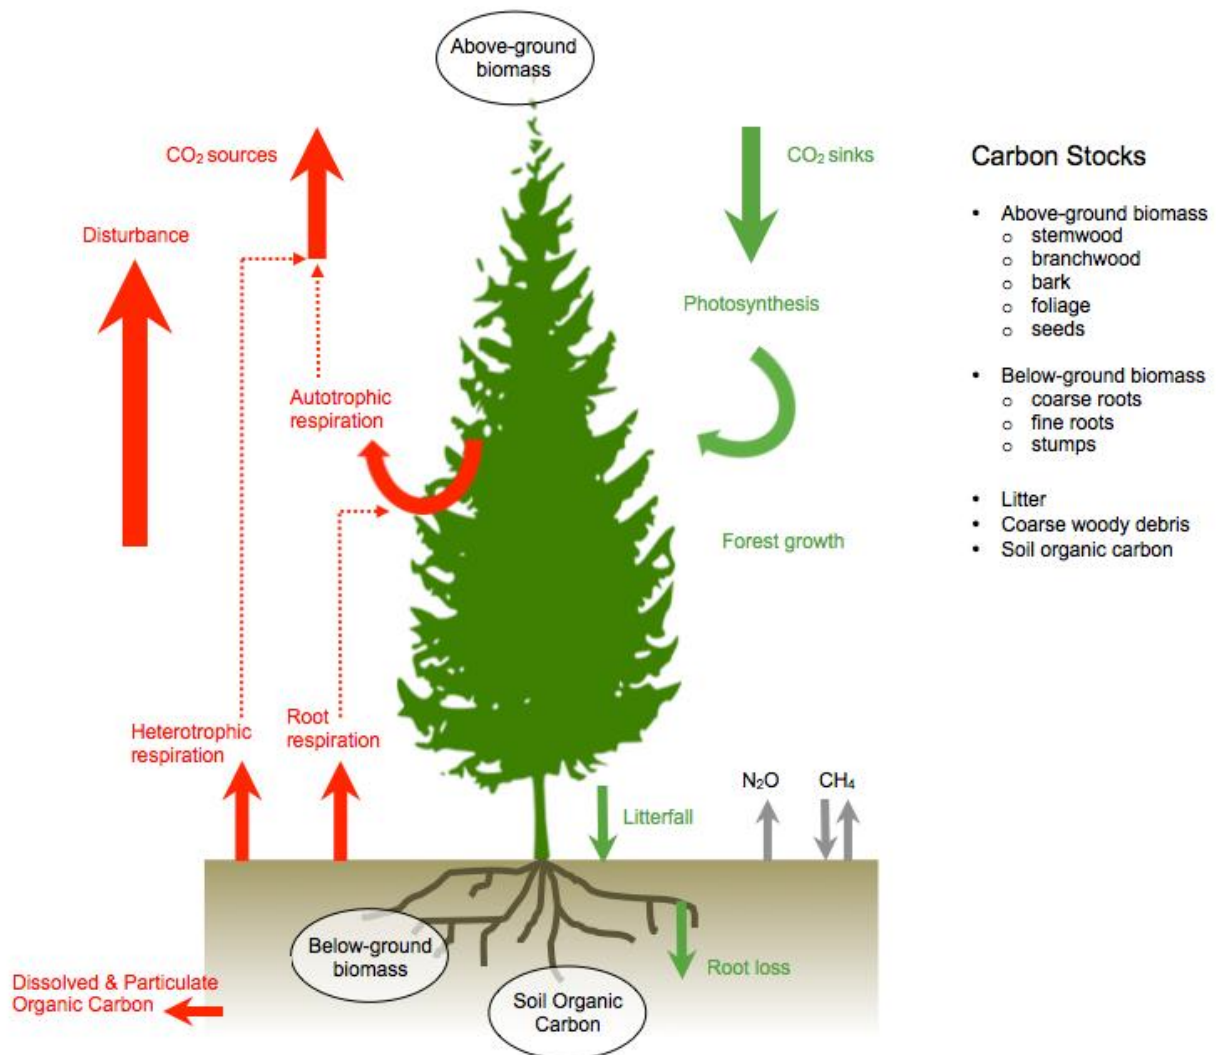 Above-ground
biomass
CO₂ sources
CO₂ sinks
Carbon Stocks
Disturbance
• Above-ground biomass
o stemwood
o branchwood
o bark
o foliage
o seeds
Photosynthesis
• Below-ground biomass
o coarse roots
o fine roots
o stumps
Autotrophic
respiration
• Litter
• Coarse woody debris
• Soil organic carbon
Forest growth
Heterotrophic
respiration
Root
respiration
N₂O
CH₄
Litterfall
Below-ground
biomass
Root loss
Dissolved & Particulate
Organic Carbon
Soil Organic
Carbon